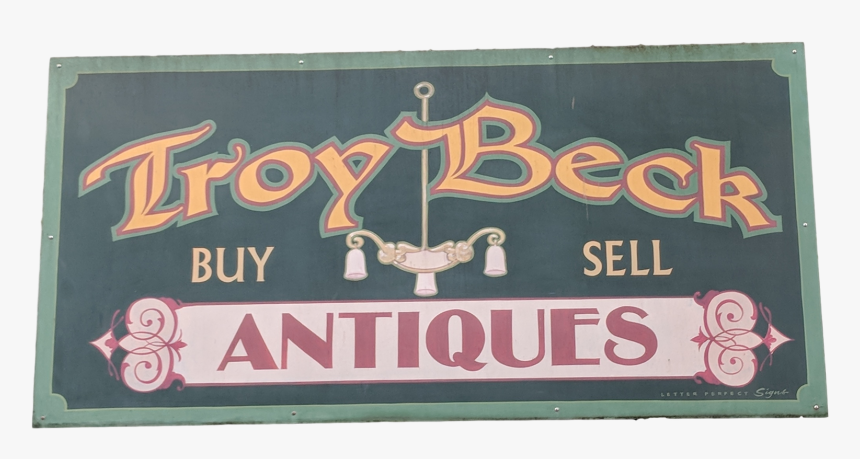 Troy Beck
BUY SELL
ANTIQUES
LETTER PERFECT Signs